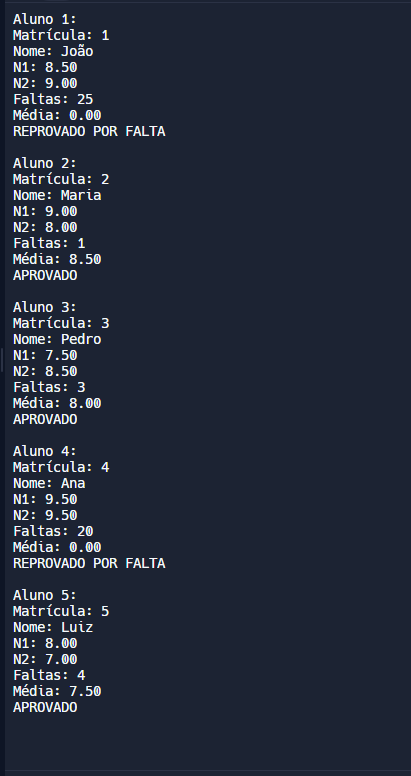 Aluno 1:
Matrícula: 1
Nome: João
N1: 8.50
N2: 9.00
Faltas: 25
Média: 0.00
REPROVADO POR FALTA

Aluno 2:
Matrícula: 2
Nome: Maria
N1: 9.00
N2: 8.00
Faltas: 1
Média: 8.50
APROVADO

Aluno 3:
Matrícula: 3
Nome: Pedro
N1: 7.50
N2: 8.50
Faltas: 3
Média: 8.00
APROVADO

Aluno 4:
Matrícula: 4
Nome: Ana
N1: 9.50
N2: 9.50
Faltas: 20
Média: 0.00
REPROVADO POR FALTA

Aluno 5:
Matrícula: 5
Nome: Luiz
N1: 8.00
N2: 7.00
Faltas: 4
Média: 7.50
APROVADO